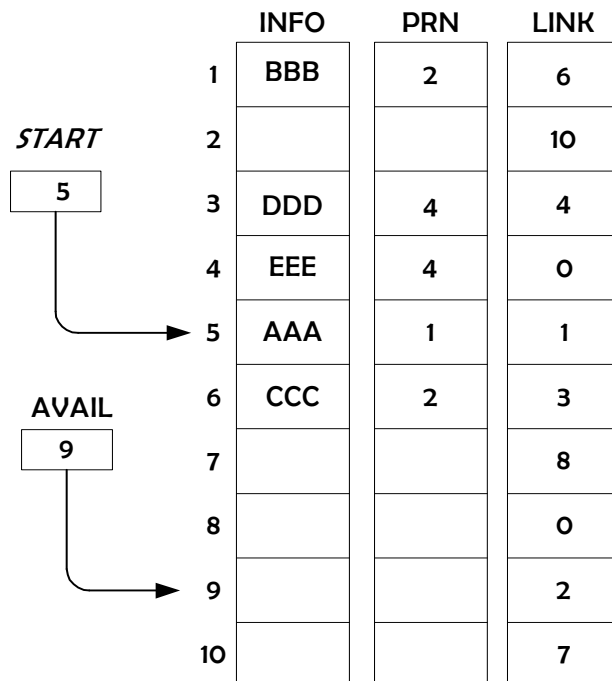 INFO PRN LINK
1 BBB 2 6
START 2 10
5 3 DDD 4 4
4 EEE 4 0
5 AAA 1 1
AVAIL 6 CCC 2 3
9 7 8
8 0
9 2
10 7